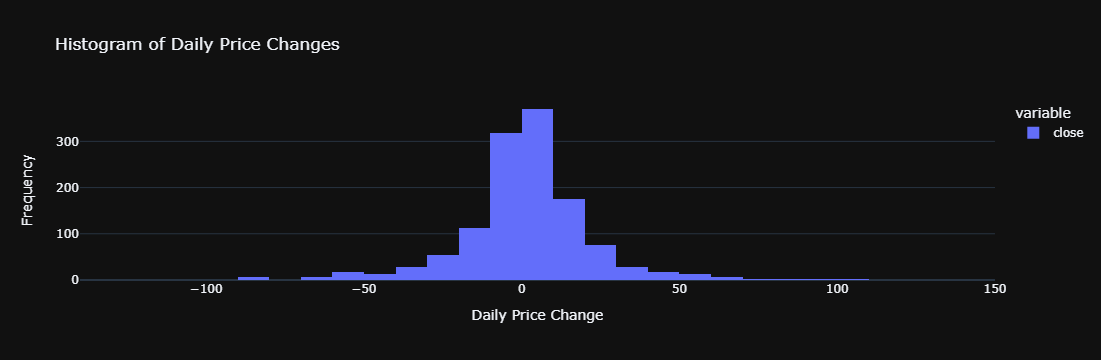 Histogram of Daily Price Changes
variable
close
Frequency
300
200
100
0
−100
−50
0
50
100
150
Daily Price Change